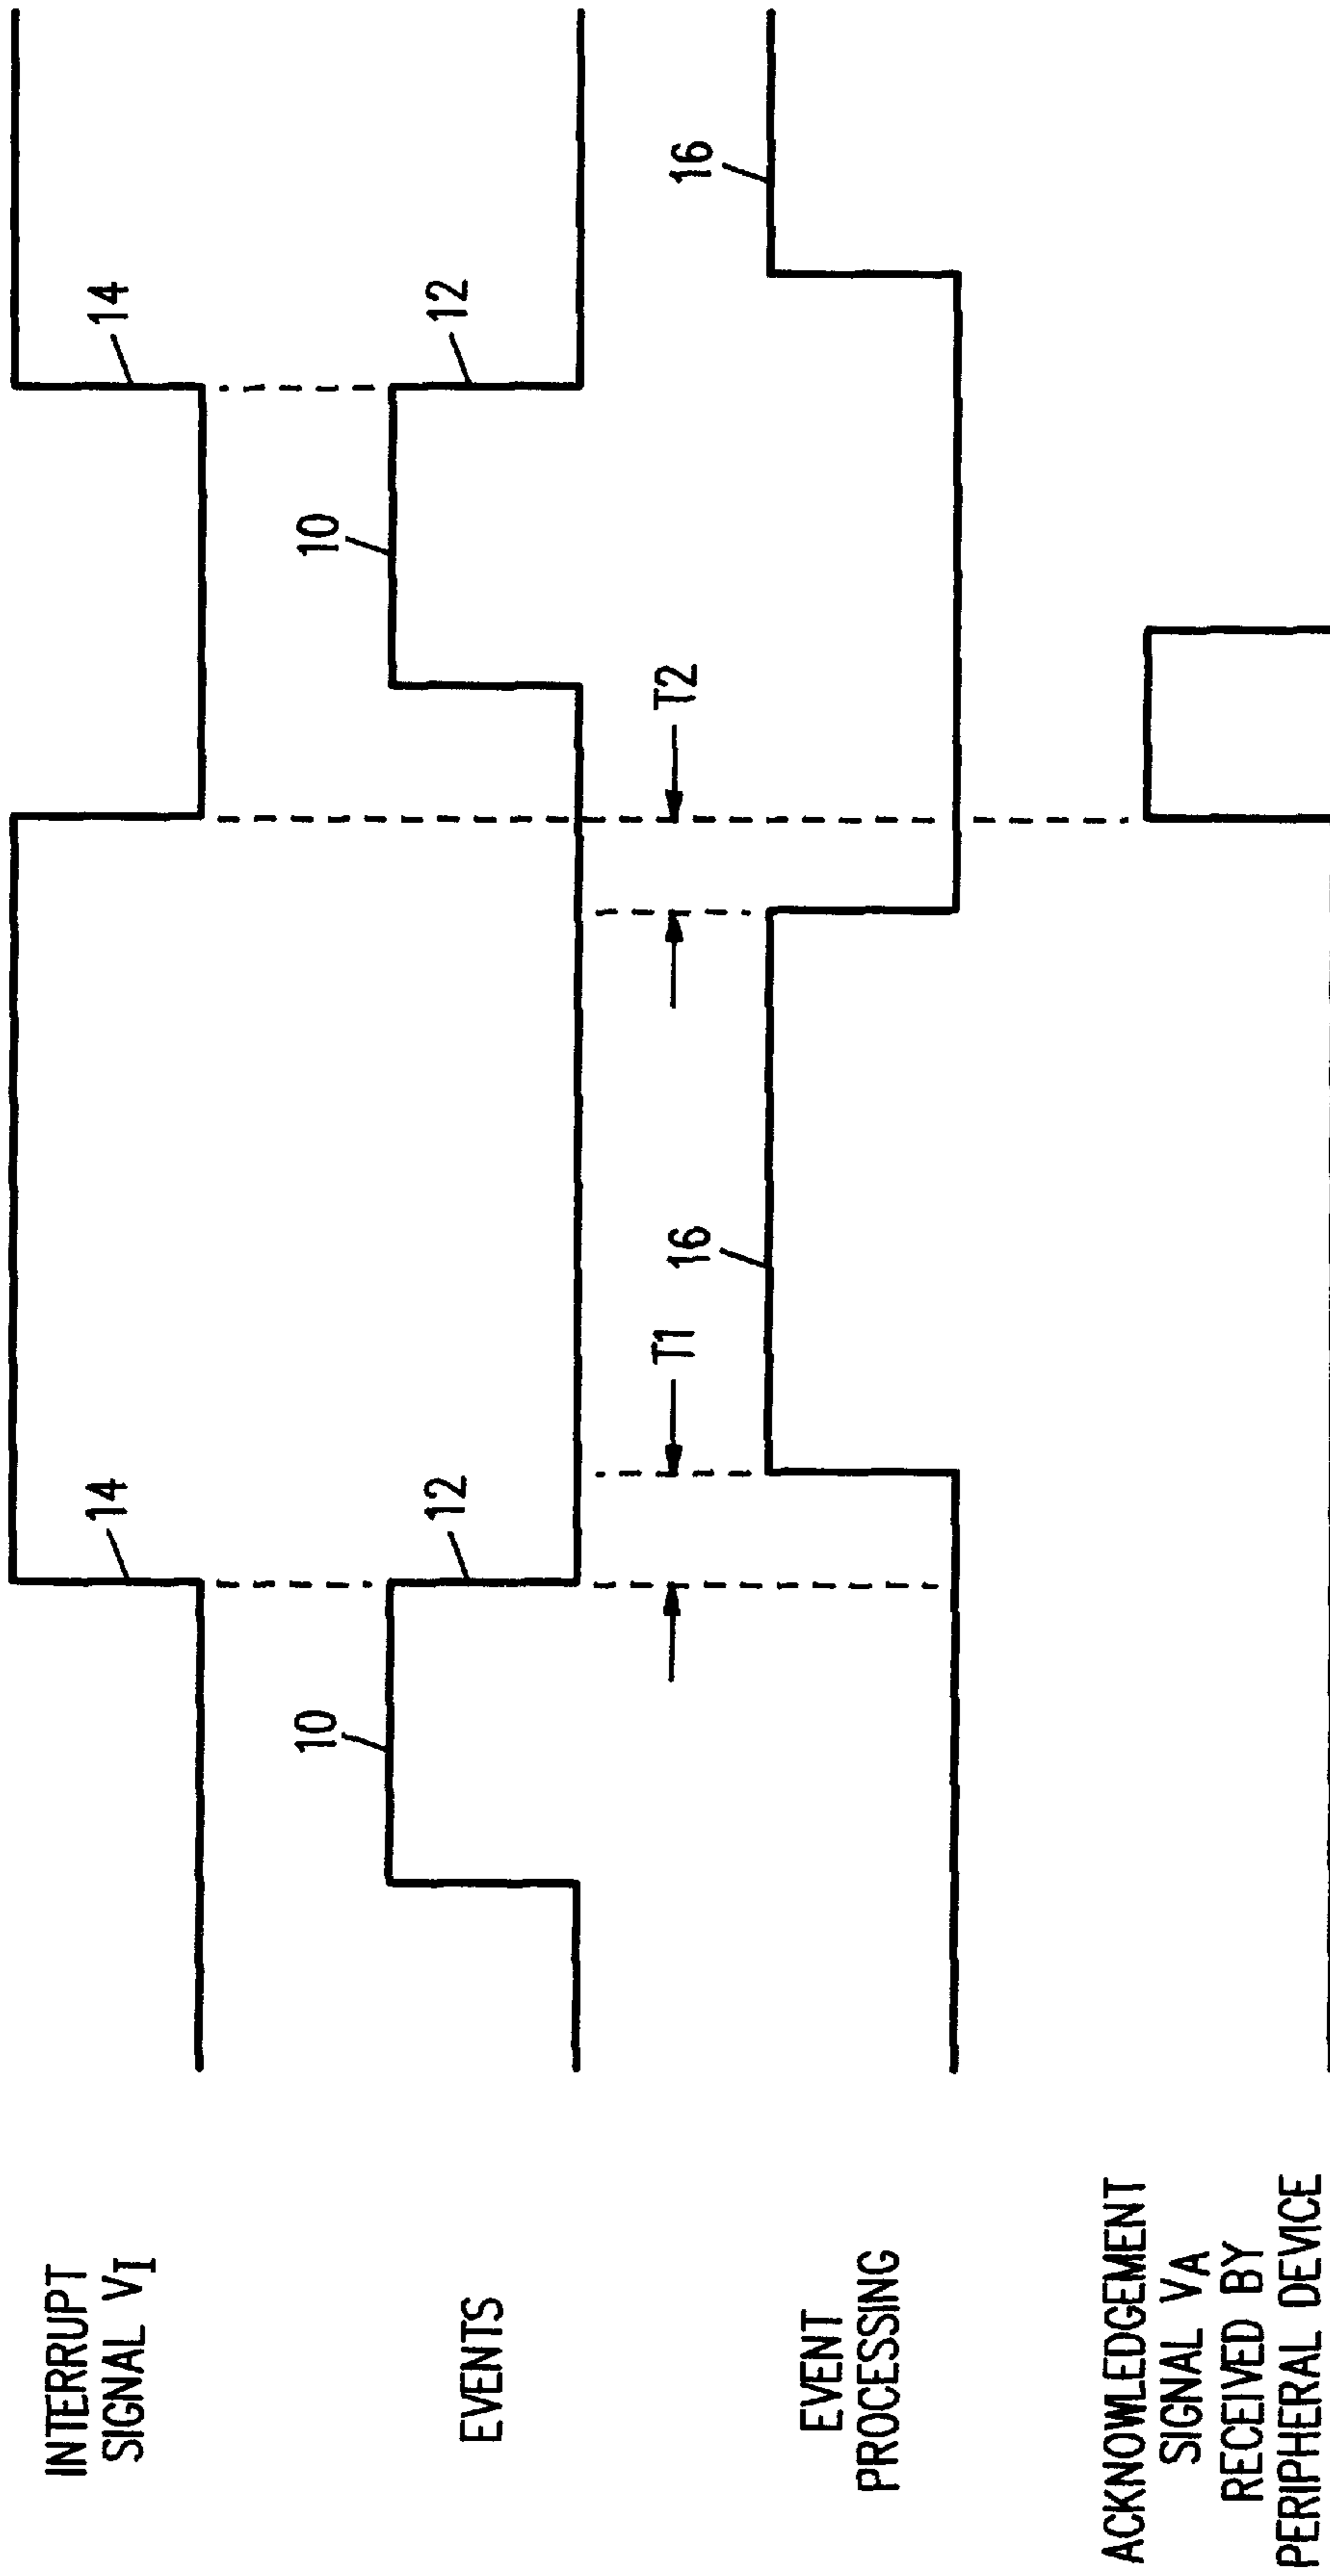 INTERRUPT
SIGNAL VI
14
14
EVENTS
10
12
10
12
EVENT
PROCESSING
T1
16
T2
16
ACKNOWLEDGEMENT
SIGNAL VA
RECEIVED BY
PERIPHERAL DEVICE